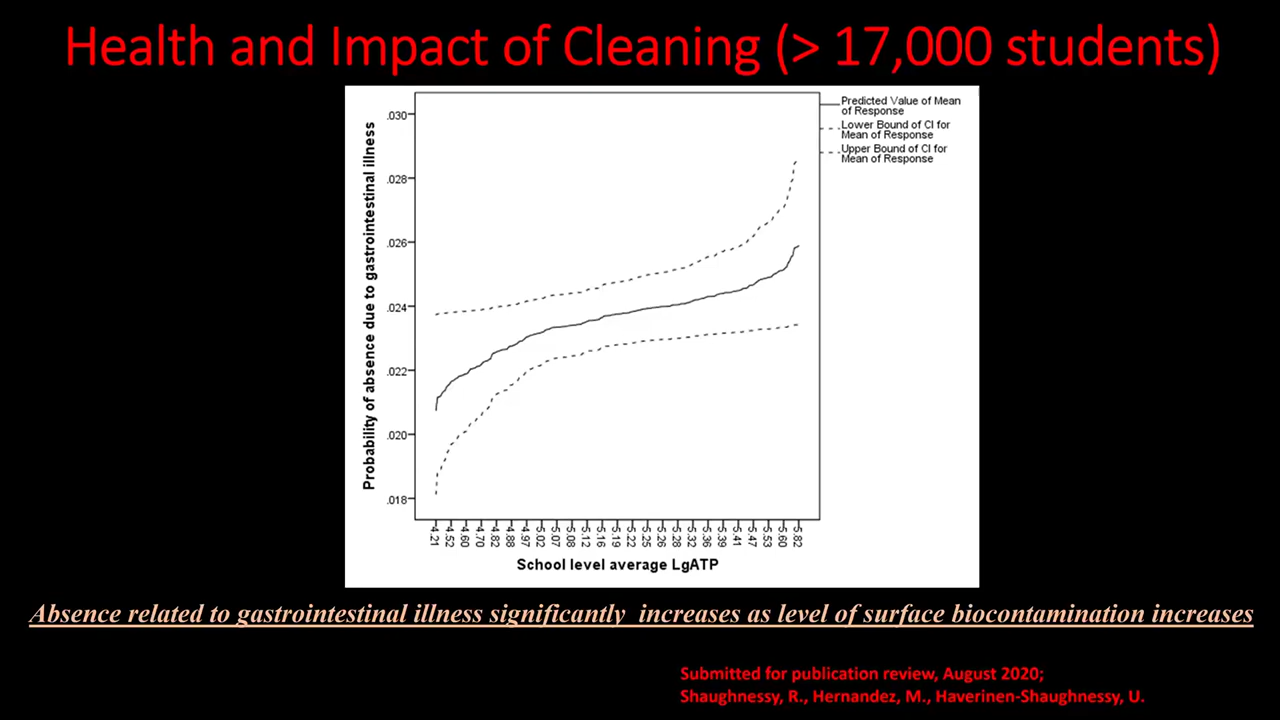 Health and Impact of Cleaning (> 17,000 students)
Probability of absence due to gastrointestinal illness
.030
.028
.026
.024
.022
.020
.018
Predicted Value of Mean
of Response
Lower Bound of CI for
Mean of Response
Upper Bound of CI for
Mean of Response
4.21
4.52
4.60
4.70
4.82
4.88
4.97
5.02
5.07
5.08
5.12
5.16
5.19
5.22
5.25
5.26
5.28
5.32
5.36
5.39
5.41
5.47
5.53
5.60
5.82
School level average LgATP
Absence related to gastrointestinal illness significantly increases as level of surface biocontamination increases
Submitted for publication review, August 2020;
Shaughnessy, R., Hernandez, M., Haverinen-Shaughnessy, U.